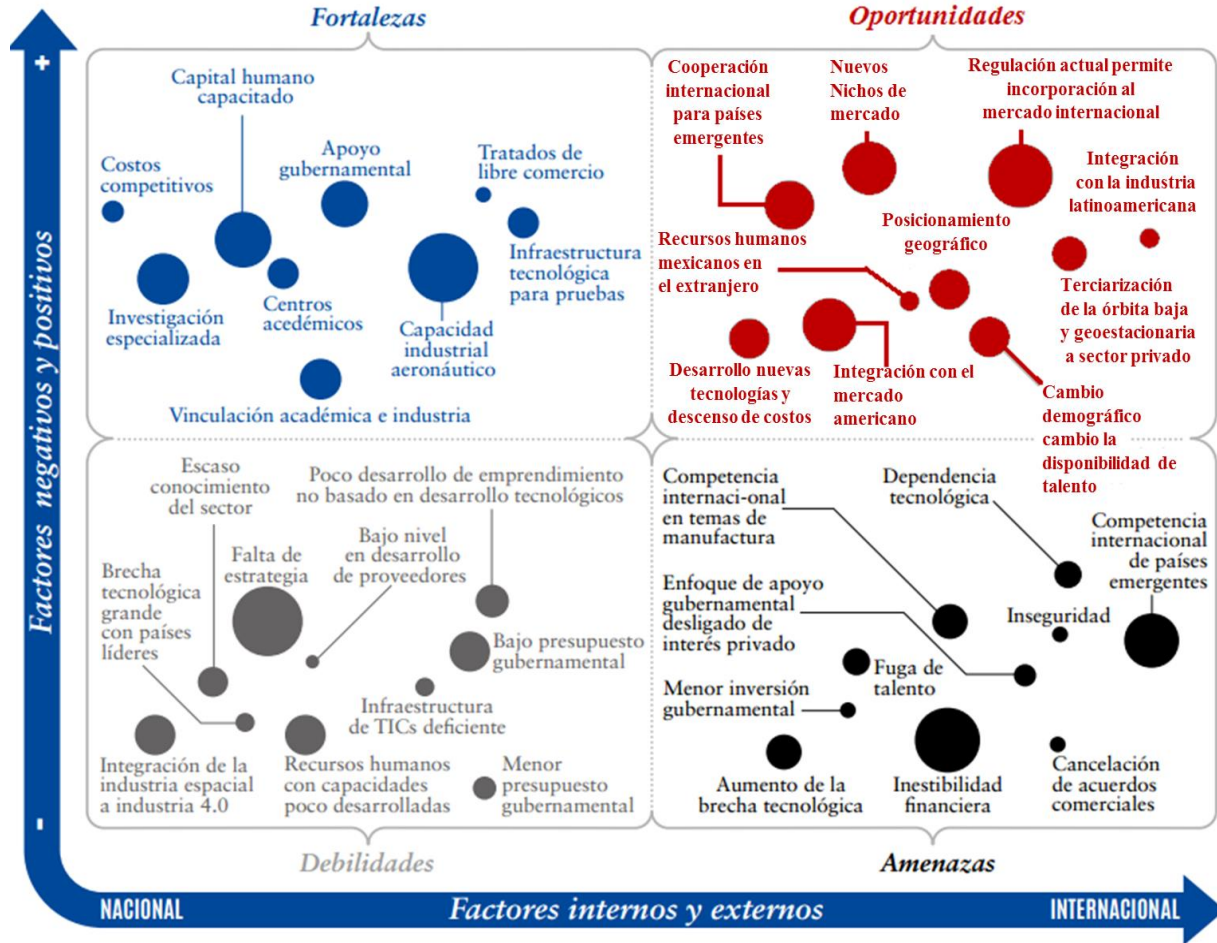 Fortalezas
Oportunidades
+
Factores negativos y positivos
-
Capital humano
capacitado
Costos
competitivos
Apoyo
gubernamental
Tratados de
libre comercio
Investigación
especializada
Centros
acedémicos
Capacidad
industrial
aeronáutico
Infraestructura
tecnológica
para pruebas
Vinculación académica e industria
Cooperación
internacional
para países
emergentes
Nuevos
Nichos de
mercado
Regulación actual permite
incorporación al
mercado internacional
Integración
con la industria
latinoamericana
Recursos humanos
mexicanos en
el extranjero
Posicionamiento
geográfico
Terciarización
de la órbita baja
y geoestacionaria
a sector privado
Desarrollo nuevas
tecnologías y
descenso de costos
Integración con el
mercado
americano
Cambio
demográfico
cambio la
disponibilidad de
talento
Escaso
conocimiento
del sector
Poco desarrollo de emprendimiento
no basado en desarrollo tecnológicos
Brecha
tecnológica
grande
con países
líderes
Falta de
estrategia
Bajo nivel
en desarrollo
de proveedores
Bajo presupuesto
gubernamental
Infraestructura
de TICs deficiente
Integración de la
industria espacial
a industria 4.0
Recursos humanos
con capacidades
poco desarrolladas
Menor
presupuesto
gubernamental
Competencia
internaci-onal
en temas de
manufactura
Dependencia
tecnológica
Competencia
internacional
de países
emergentes
Enfoque de apoyo
gubernamental
desligado de
interés privado
Inseguridad
Fuga de
talento
Menor inversión
gubernamental
Aumento de la
brecha tecnológica
Inestibilidad
financiera
Cancelación
de acuerdos
comerciales
Debilidades
Amenazas
NACIONAL
Factores internos y externos
INTERNACIONAL